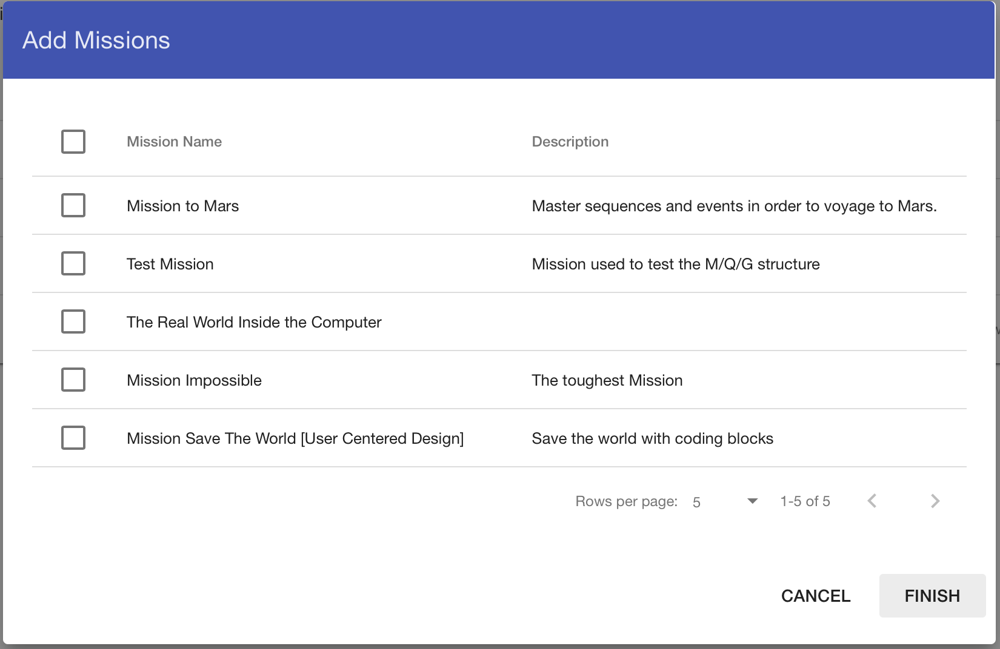 Add Missions
Mission Name Description
Mission to Mars Master sequences and events in order to voyage to Mars.
Test Mission Mission used to test the M/Q/G structure
The Real World Inside the Computer
Mission Impossible The toughest Mission
Mission Save The World [User Centered Design] Save the world with coding blocks
Rows per page: 5 1-5 of 5
CANCEL FINISH